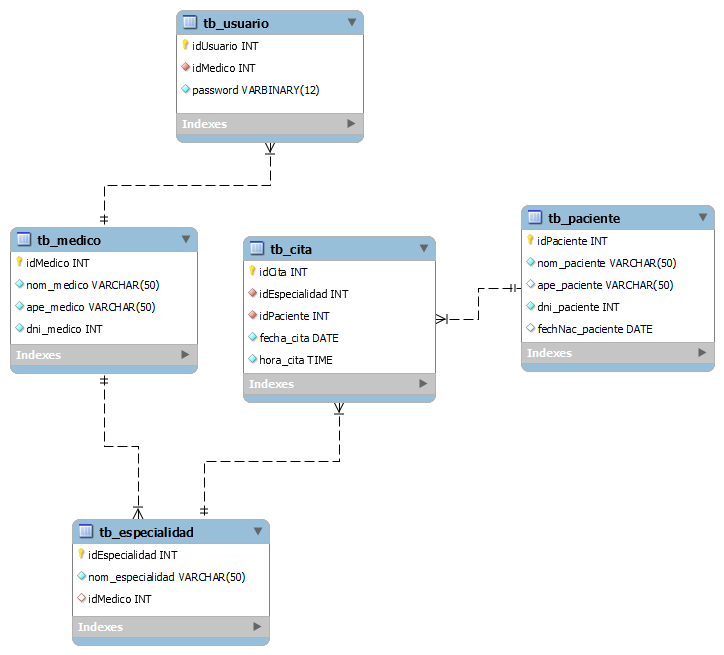 tb_usuario
idUsuario INT
idMedico INT
password VARBINARY(12)
Indexes
tb_medico
idMedico INT
nom_medico VARCHAR(50)
ape_medico VARCHAR(50)
dni_medico INT
Indexes
tb_cita
idCita INT
idEspecialidad INT
idPaciente INT
fecha_cita DATE
hora_cita TIME
Indexes
tb_paciente
idPaciente INT
nom_paciente VARCHAR(50)
ape_paciente VARCHAR(50)
dni_paciente INT
fechNac_paciente DATE
Indexes
tb_especialidad
idEspecialidad INT
nom_especialidad VARCHAR(50)
idMedico INT
Indexes